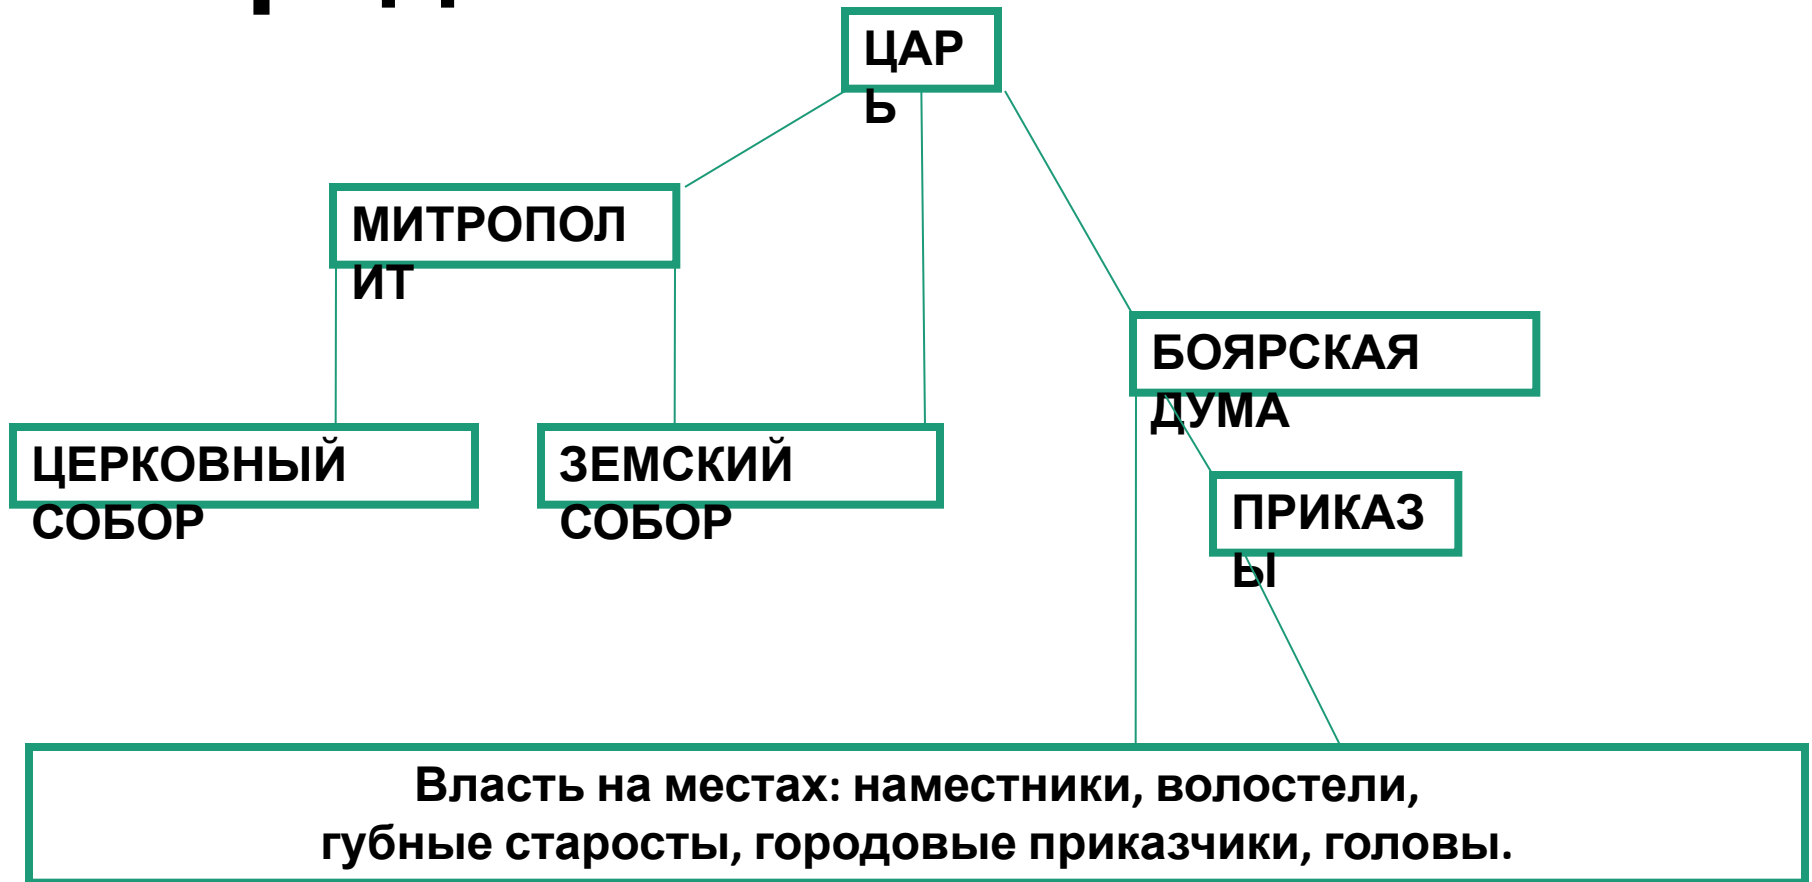 ЦАР
Ь
МИТРОПОЛ
ИТ
БОЯРСКАЯ
ДУМА
ЦЕРКОВНЫЙ
СОБОР
ЗЕМСКИЙ
СОБОР
ПРИКАЗ
Ы
Власть на местах: наместники, волостели,
губные старосты, городовые приказчики, головы.